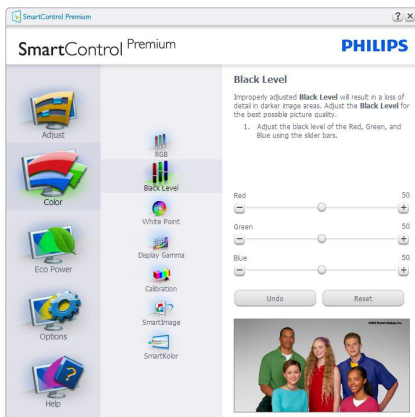 SmartControl Premium
SmartControl Premium
PHILIPS
Adjust
Color
Eco Power
Options
Help
RGB
Black Level
White Point
Display Gamma
Calibration
SmartImage
SmartKolor
Black Level
Improperly adjusted Black Level will result in a loss of
detail in darker image areas. Adjust the Black Level for
the best possible picture quality.
1. Adjust the black level of the Red, Green, and
Blue using the slider bars.
Red 50
Green 50
Blue 50
Undo Reset